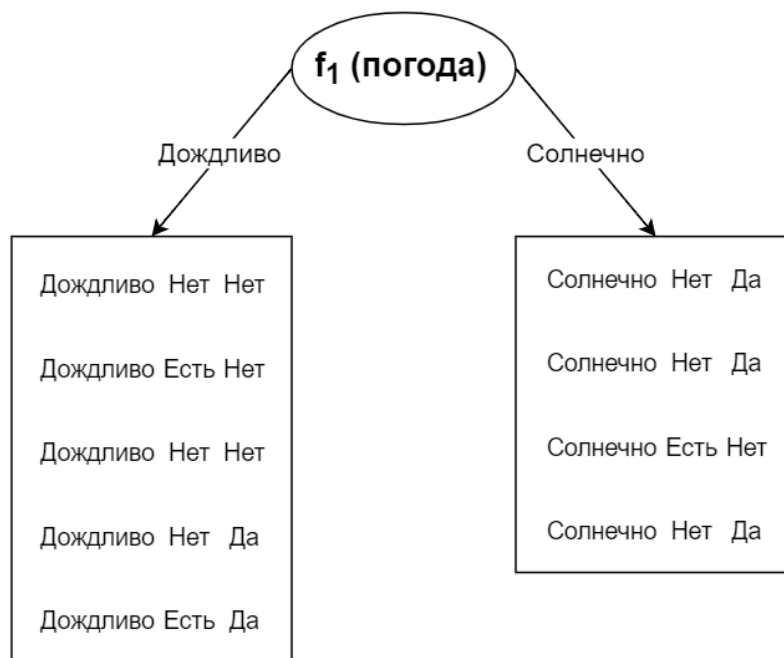 f₁ (погода)
Дождливо
Солнечно
Дождливо Нет Нет
Дождливо Есть Нет
Дождливо Нет Нет
Дождливо Нет Да
Дождливо Есть Да
Солнечно Нет Да
Солнечно Нет Да
Солнечно Есть Нет
Солнечно Нет Да